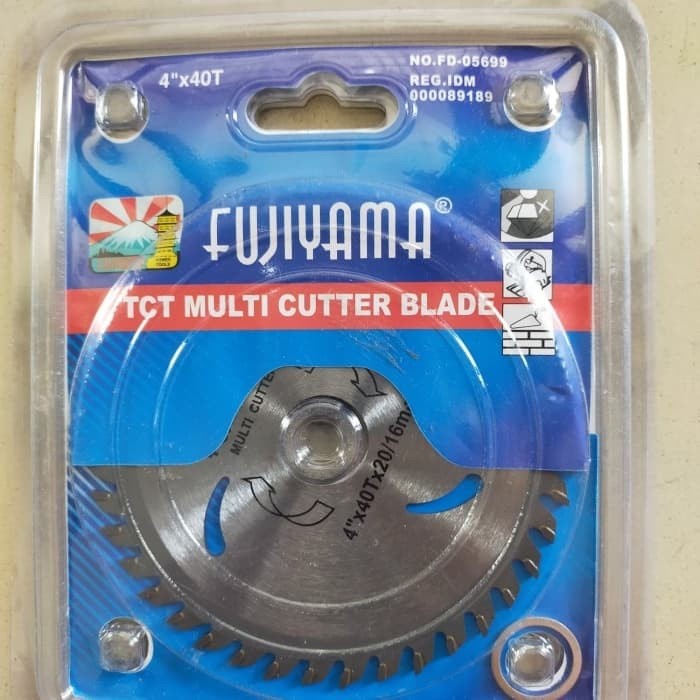 4"x40T
NO.FD-05699
REG.IDM
000089189
FUJIYAMA®
TCT MULTI CUTTER BLADE
MULTI CUTTE
4"x40Tx20/16m